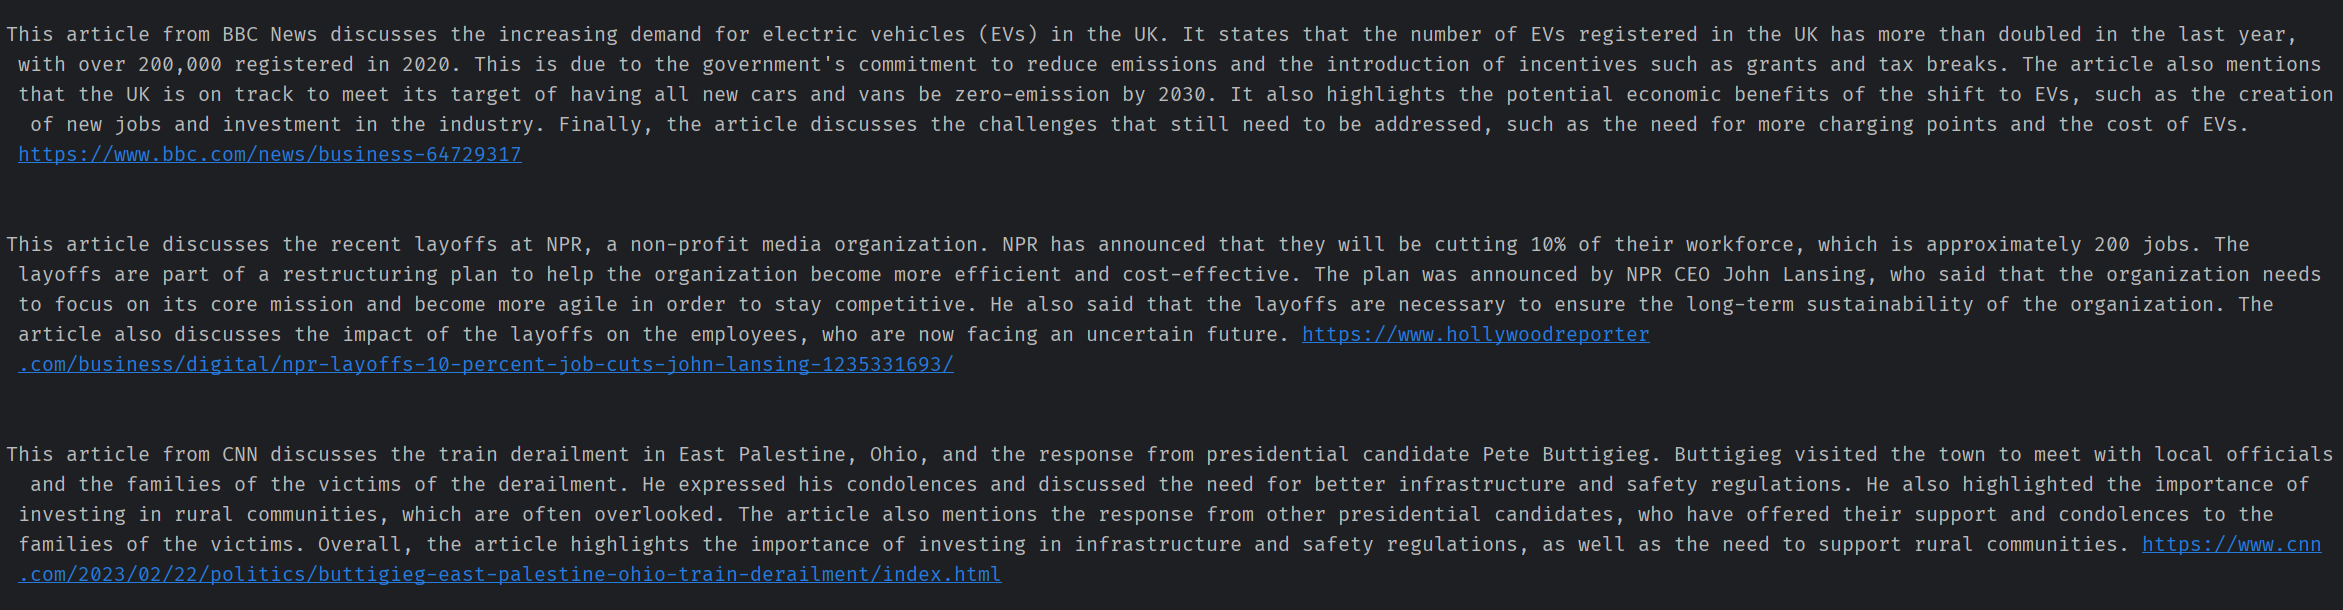 This article from BBC News discusses the increasing demand for electric vehicles (EVs) in the UK. It states that the number of EVs registered in the UK has more than doubled in the last year,
with over 200,000 registered in 2020. This is due to the government's commitment to reduce emissions and the introduction of incentives such as grants and tax breaks. The article also mentions
that the UK is on track to meet its target of having all new cars and vans be zero-emission by 2030. It also highlights the potential economic benefits of the shift to EVs, such as the creation
of new jobs and investment in the industry. Finally, the article discusses the challenges that still need to be addressed, such as the need for more charging points and the cost of EVs.
https://www.bbc.com/news/business-64729317
This article discusses the recent layoffs at NPR, a non-profit media organization. NPR has announced that they will be cutting 10% of their workforce, which is approximately 200 jobs. The
layoffs are part of a restructuring plan to help the organization become more efficient and cost-effective. The plan was announced by NPR CEO John Lansing, who said that the organization needs
to focus on its core mission and become more agile in order to stay competitive. He also said that the layoffs are necessary to ensure the long-term sustainability of the organization. The
article also discusses the impact of the layoffs on the employees, who are now facing an uncertain future. https://www.hollywoodreporter
.com/business/digital/npr-layoffs-10-percent-job-cuts-john-lansing-1235331693/
This article from CNN discusses the train derailment in East Palestine, Ohio, and the response from presidential candidate Pete Buttigieg. Buttigieg visited the town to meet with local officials
and the families of the victims of the derailment. He expressed his condolences and discussed the need for better infrastructure and safety regulations. He also highlighted the importance of
investing in rural communities, which are often overlooked. The article also mentions the response from other presidential candidates, who have offered their support and condolences to the
families of the victims. Overall, the article highlights the importance of investing in infrastructure and safety regulations, as well as the need to support rural communities. https://www.cnn
.com/2023/02/22/politics/buttigieg-east-palestine-ohio-train-derailment/index.html